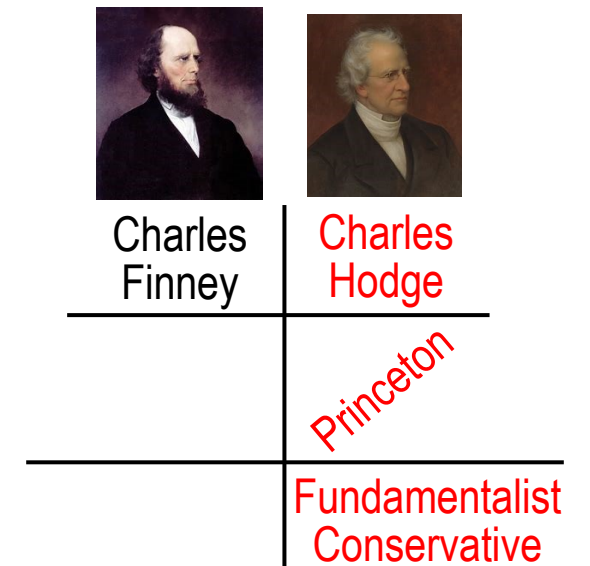 Charles
Finney
Charles
Hodge
Princeton
Fundamentalist
Conservative